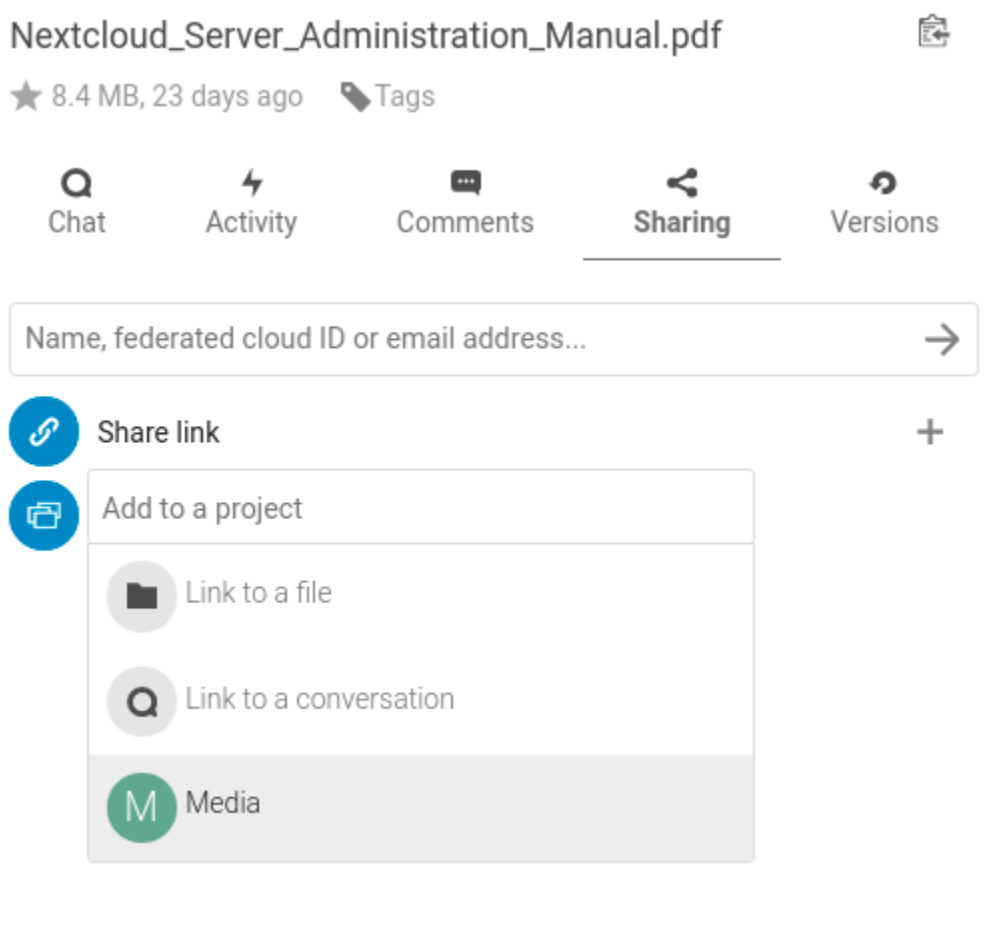 Nextcloud_Server_Administration_Manual.pdf
8.4 MB, 23 days ago Tags
Chat Activity Comments Sharing Versions
Name, federated cloud ID or email address...
Share link
Add to a project
Link to a file
Link to a conversation
M Media